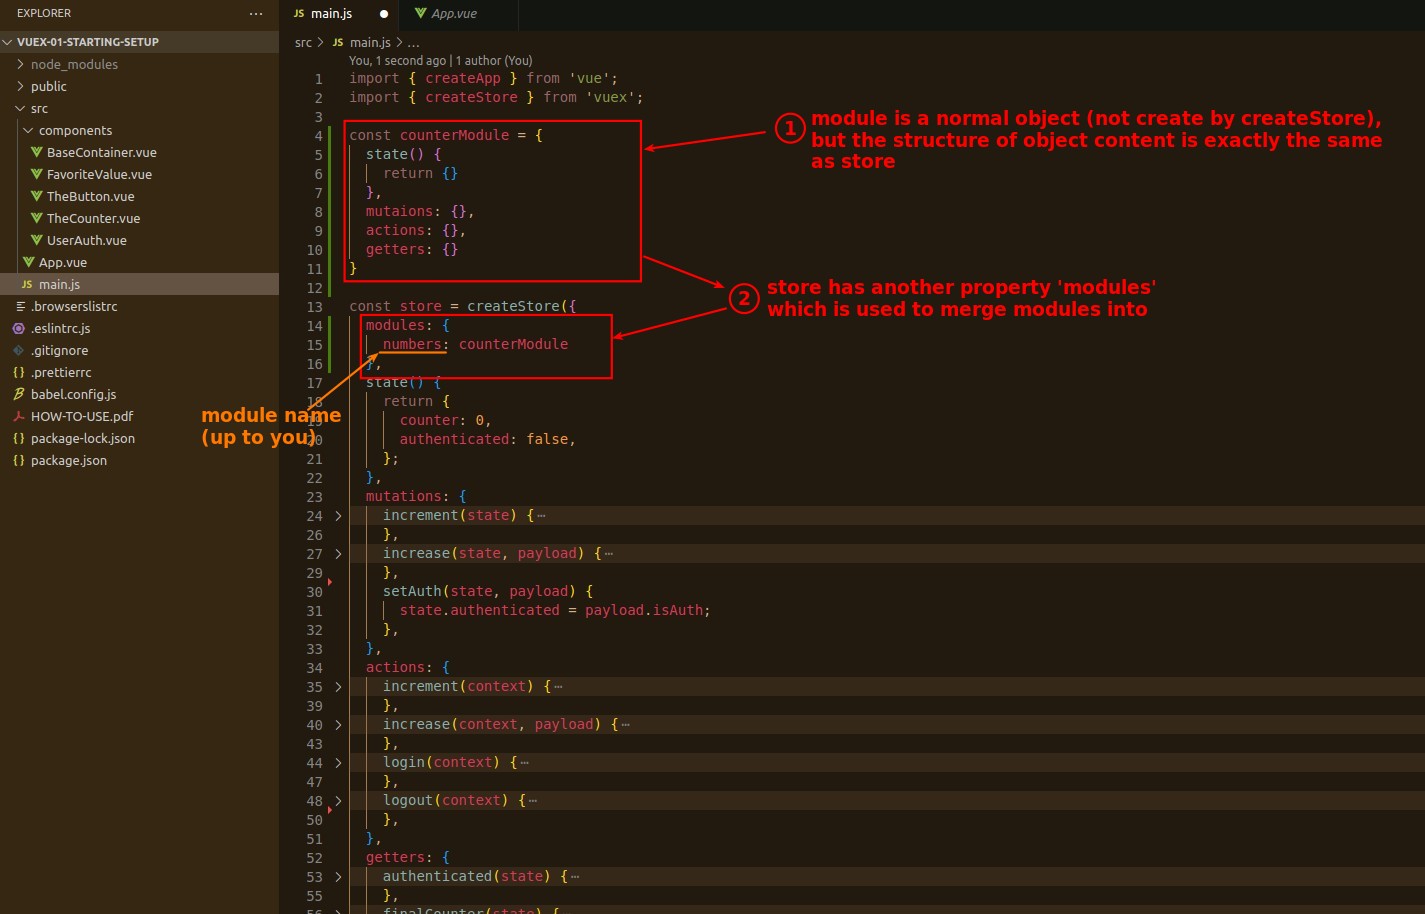 EXPLORER
···
JS main.js ●
App.vue
VUEX-01-STARTING-SETUP
node_modules
public
src
components
BaseContainer.vue
FavoriteValue.vue
TheButton.vue
TheCounter.vue
UserAuth.vue
App.vue
JS main.js
.browserslistrc
.eslintrc.js
.gitignore
{} .prettierrc
babel.config.js
HOW-TO-USE.pdf
{} package-lock.json
{} package.json
src > JS main.js > ...
You, 1 second ago | 1 author (You)
1 import { createApp } from 'vue';
2 import { createStore } from 'vuex';
3
4 const counterModule = {
5 state() {
6 return {}
7 },
8 mutaions: {},
9 actions: {},
10 getters: {}
11 }
12
13 const store = createStore({
14 modules: {
15 numbers: counterModule
16 },
17 state() {
18 return {
19 counter: 0,
20 authenticated: false,
21 };
22 },
23 mutations: {
24 > increment(state) {···
26 },
27 > increase(state, payload) {···
29 },
30 setAuth(state, payload) {
31 state.authenticated = payload.isAuth;
32 },
33 },
34 actions: {
35 > increment(context) {···
39 },
40 > increase(context, payload) {···
43 },
44 > login(context) {···
47 },
48 > logout(context) {···
50 },
51 },
52 getters: {
53 > authenticated(state) {···
55 },
56 > finalCounter(state) {
1 module is a normal object (not create by createStore),
but the structure of object content is exactly the same
as store
2 store has another property 'modules'
which is used to merge modules into
module name
(up to you)